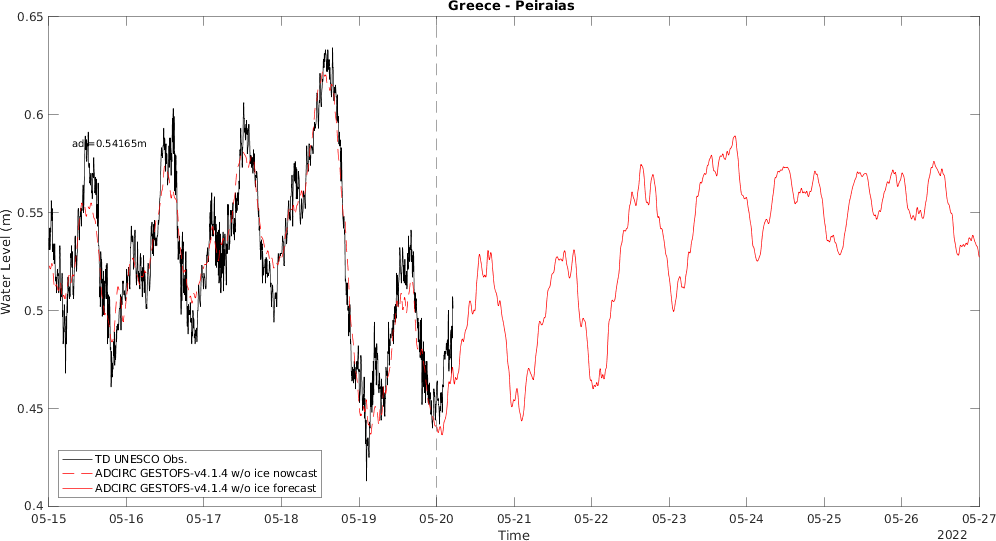 Greece - Peiraias
0.65
0.6
0.55
0.5
0.45
0.4
Water Level (m)
adj=0.54165m
TD UNESCO Obs.
ADCIRC GESTOFS-v4.1.4 w/o ice nowcast
ADCIRC GESTOFS-v4.1.4 w/o ice forecast
05-15 05-16 05-17 05-18 05-19 05-20 05-21 05-22 05-23 05-24 05-25 05-26 05-27
Time
2022